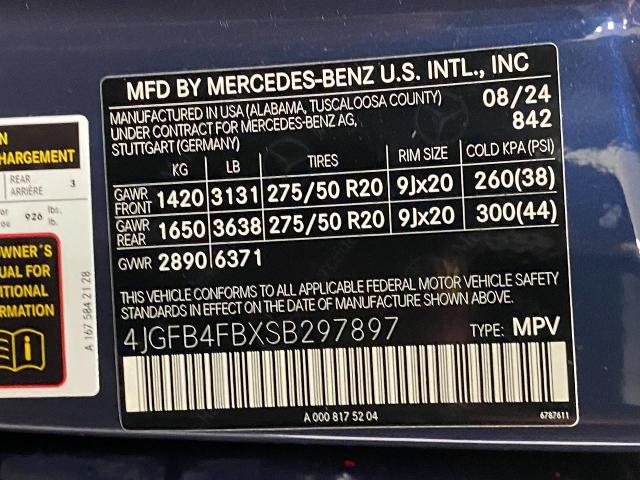 N
HARGEMENT
REAR
ARRIÈRE 3
or 926 lbs.
os lb.
OWNER'S
UAL FOR
ITIONAL
RMATION
A 167 584 21 28
MFD BY MERCEDES-BENZ U.S. INTL., INC
MANUFACTURED IN USA (ALABAMA, TUSCALOOSA COUNTY) 08/24
UNDER CONTRACT FOR MERCEDES-BENZ AG, 842
STUTTGART (GERMANY)
KG LB TIRES RIM SIZE COLD KPA (PSI)
GAWR FRONT 1420 3131 275/50 R20 9Jx20 260(38)
GAWR REAR 1650 3638 275/50 R20 9Jx20 300(44)
GVWR 2890 6371
THIS VEHICLE CONFORMS TO ALL APPLICABLE FEDERAL MOTOR VEHICLE SAFETY
STANDARDS IN EFFECT ON THE DATE OF MANUFACTURE SHOWN ABOVE.
4JGFB4FBXSB297897 TYPE: MPV
A 000 817 52 04 6787611